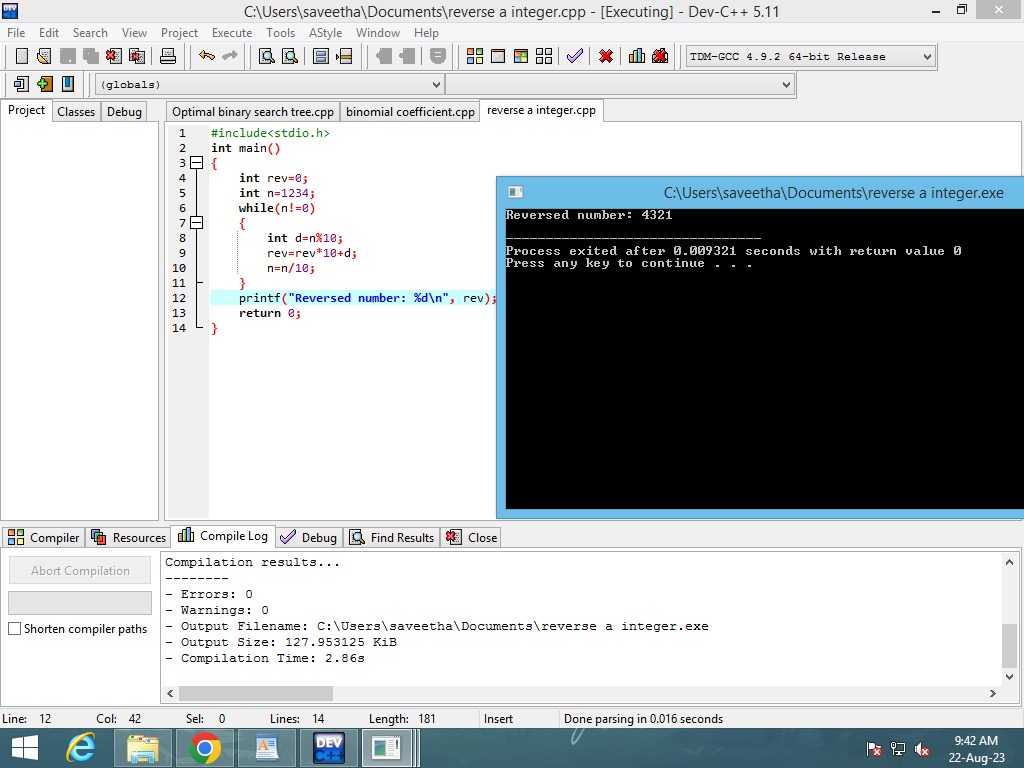 C:\Users\saveetha\Documents\reverse a integer.cpp - [Executing] - Dev-C++ 5.11
File Edit Search View Project Execute Tools AStyle Window Help
TDM-GCC 4.9.2 64-bit Release
(globals)
Project Classes Debug
Optimal binary search tree.cpp binomial coefficient.cpp reverse a integer.cpp
1 #include<stdio.h>
2 int main()
3 {
4 int rev=0;
5 int n=1234;
6 while(n!=0)
7 {
8 int d=n%10;
9 rev=rev*10+d;
10 n=n/10;
11 }
12 printf("Reversed number: %d\n", rev);
13 return 0;
14 }
C:\Users\saveetha\Documents\reverse a integer.exe
Reversed number: 4321
--------------------------------
Process exited after 0.009321 seconds with return value 0
Press any key to continue . . .
Compiler Resources Compile Log Debug Find Results Close
Abort Compilation
Shorten compiler paths
Compilation results...
--------
- Errors: 0
- Warnings: 0
- Output Filename: C:\Users\saveetha\Documents\reverse a integer.exe
- Output Size: 127.953125 KiB
- Compilation Time: 2.86s
Line: 12 Col: 42 Sel: 0 Lines: 14 Length: 181 Insert Done parsing in 0.016 seconds
DEV C++
9:42 AM
22-Aug-23